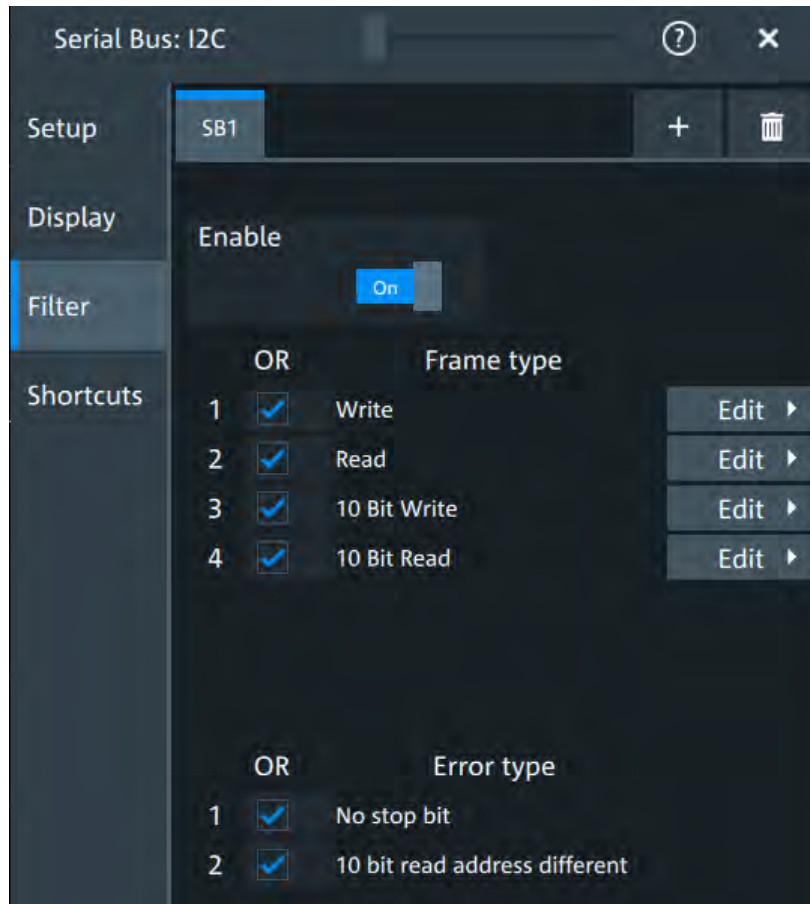 Serial Bus: I2C ?
Setup
SB1 +
Display
Enable
On
Filter
OR Frame type
Shortcuts
1 Write Edit
2 Read Edit
3 10 Bit Write Edit
4 10 Bit Read Edit
OR Error type
1 No stop bit
2 10 bit read address different